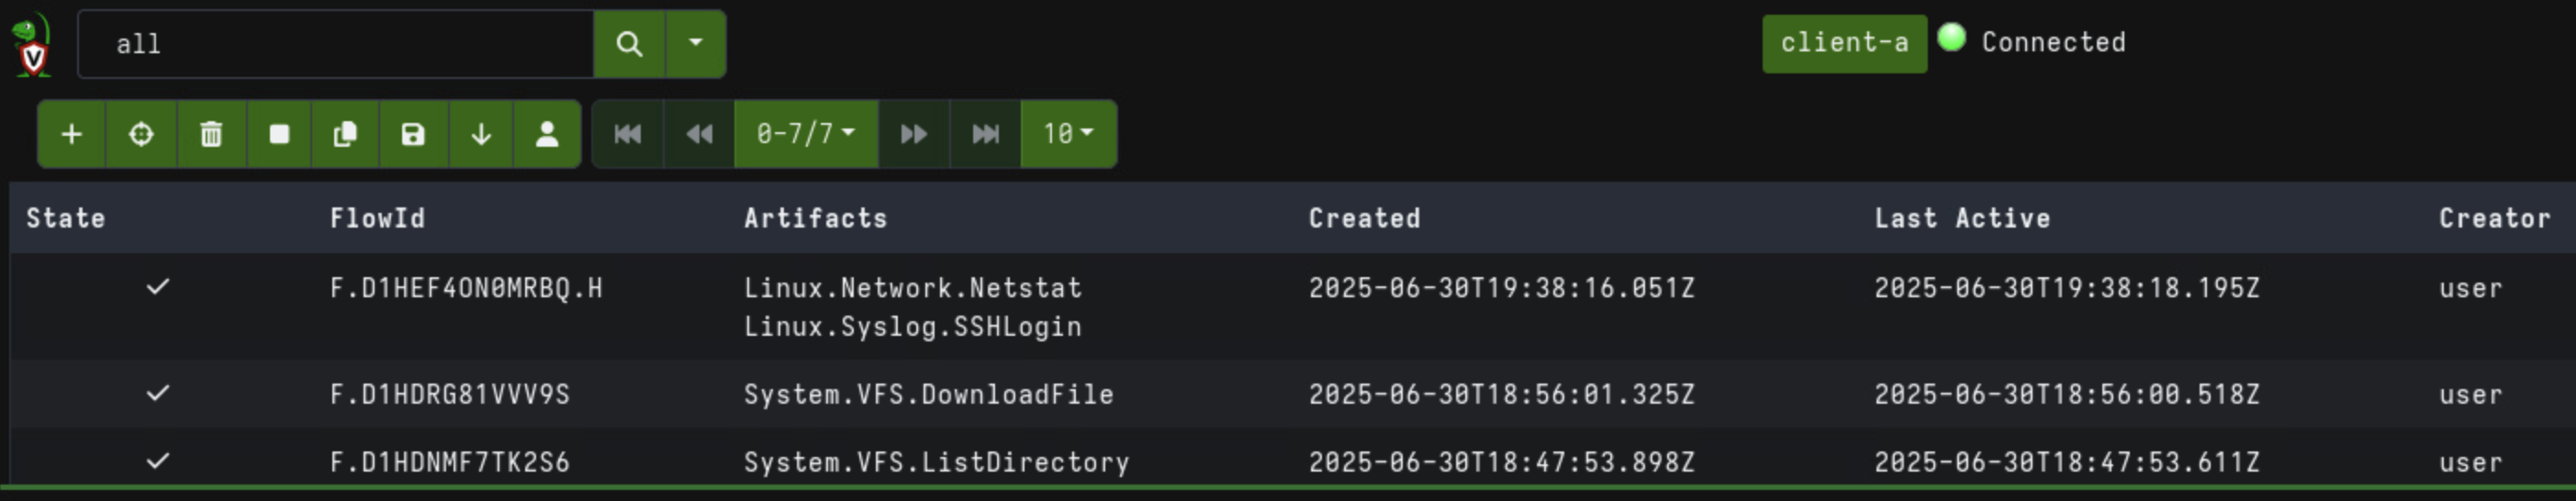 V
all
client-a Connected
0-7/7 10
State FlowId Artifacts Created Last Active Creator
F.D1HEF4ON0MRBQ.H Linux.Network.Netstat 2025-06-30T19:38:16.051Z 2025-06-30T19:38:18.195Z user
Linux.Syslog.SSHLogin
F.D1HDRG81VVV9S System.VFS.DownloadFile 2025-06-30T18:56:01.325Z 2025-06-30T18:56:00.518Z user
F.D1HDNMF7TK2S6 System.VFS.ListDirectory 2025-06-30T18:47:53.898Z 2025-06-30T18:47:53.611Z user